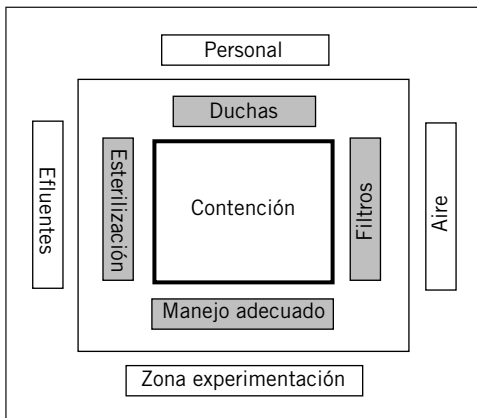 Personal
Duchas
Efluentes
Esterilización
Contención
Filtros
Aire
Manejo adecuado
Zona experimentación